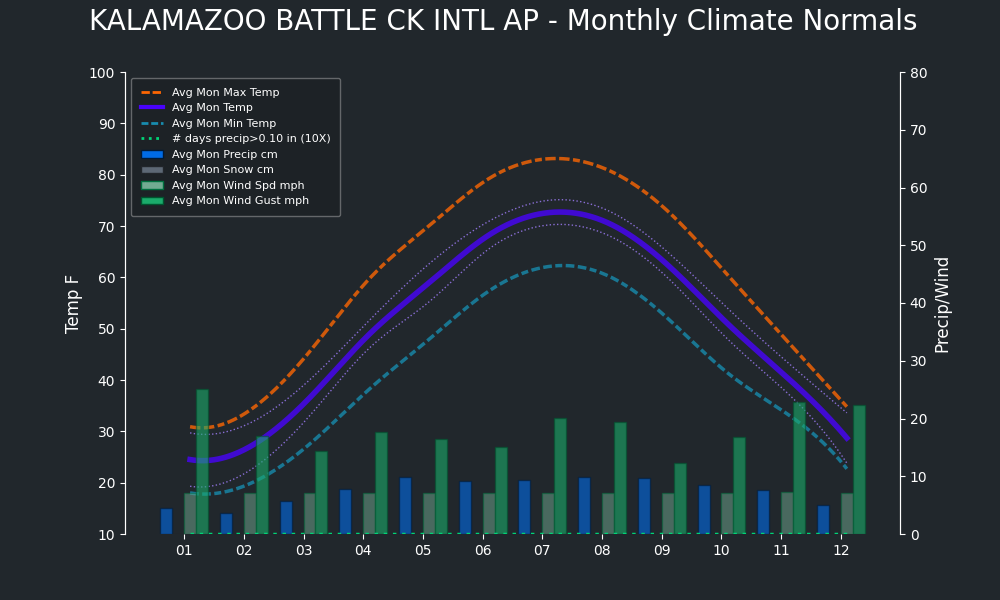 KALAMAZOO BATTLE CK INTL AP - Monthly Climate Normals
100
90
80
70
60
50
40
30
20
10
Temp F
Avg Mon Max Temp
Avg Mon Temp
Avg Mon Min Temp
# days precip>0.10 in (10X)
Avg Mon Precip cm
Avg Mon Snow cm
Avg Mon Wind Spd mph
Avg Mon Wind Gust mph
80
70
60
50
40
30
20
10
0
Precip/Wind
01 02 03 04 05 06 07 08 09 10 11 12